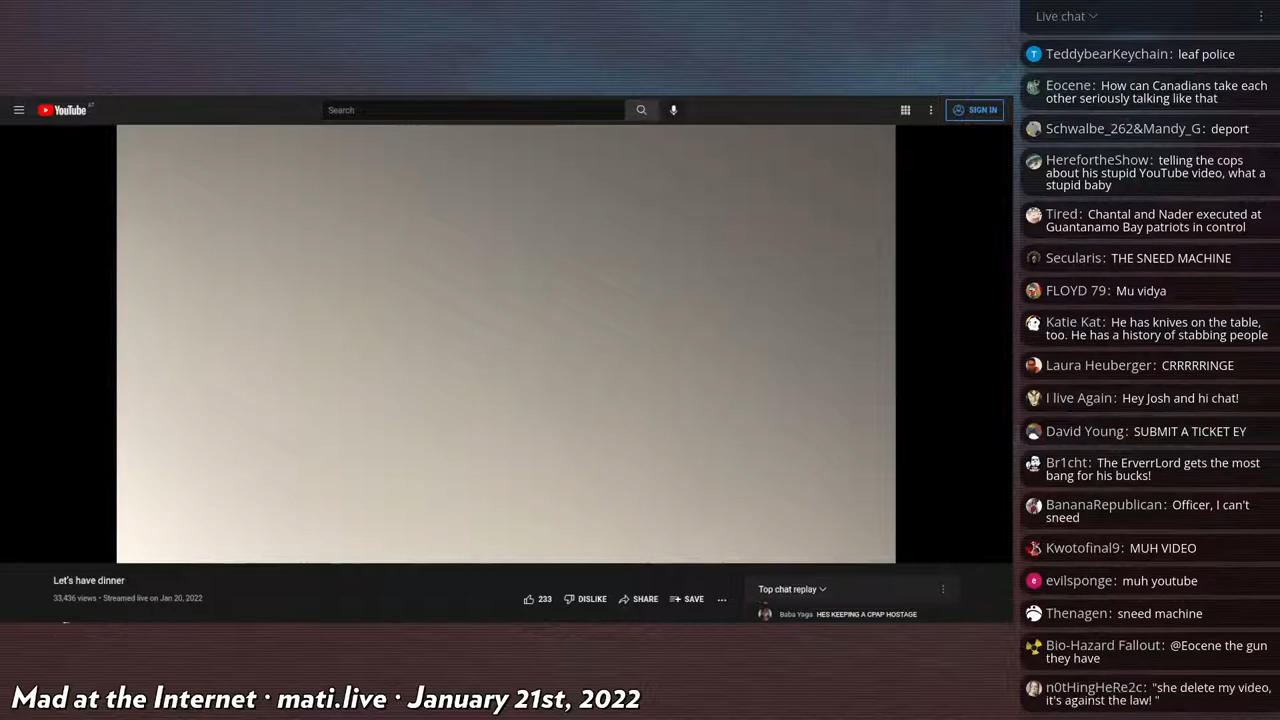 Live chat
TeddybearKeychain: leaf police
Eocene: How can Canadians take each
other seriously talking like that
Schwalbe_262&Mandy_G: deport
HerefortheShow: telling the cops
about his stupid YouTube video, what a
stupid baby
Tired: Chantal and Nader executed at
Guantanamo Bay patriots in control
Secularis: THE SNEED MACHINE
FLOYD 79: Mu vidya
Katie Kat: He has knives on the table,
too. He has a history of stabbing people
Laura Heuberger: CRRRRRINGE
I live Again: Hey Josh and hi chat!
David Young: SUBMIT A TICKET EY
Br1cht: The ErverrLord gets the most
bang for his bucks!
BananaRepublican: Officer, I can't
sneed
Kwotofinal9: MUH VIDEO
evilsponge: muh youtube
Thenagen: sneed machine
Bio-Hazard Fallout: @Eocene the gun
they have
n0tHingHeRe2c: "she delete my video,
it's against the law! "
YouTube AT
Search
SIGN IN
Let's have dinner
33,436 views • Streamed live on Jan 20, 2022
233 DISLIKE SHARE SAVE
Top chat replay
Baba Yaga HES KEEPING A CPAP HOSTAGE
Mad at the Internet · mati.live · January 21st, 2022